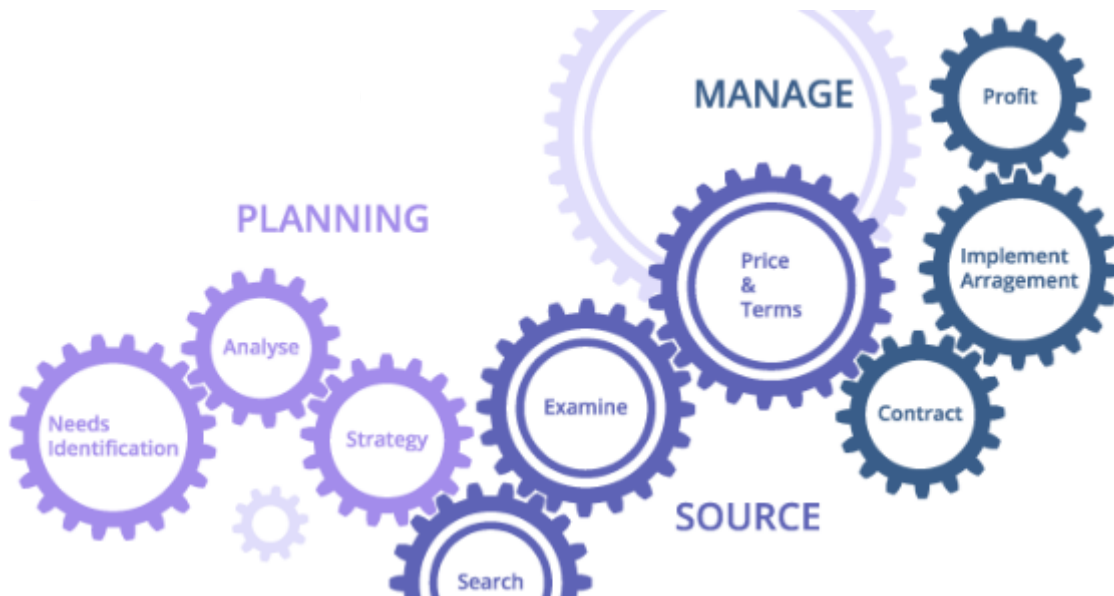 MANAGE
Profit
PLANNING
Price
&
Terms
Implement
Arragement
Analyse
Needs
Identification
Strategy
Examine
Contract
SOURCE
Search